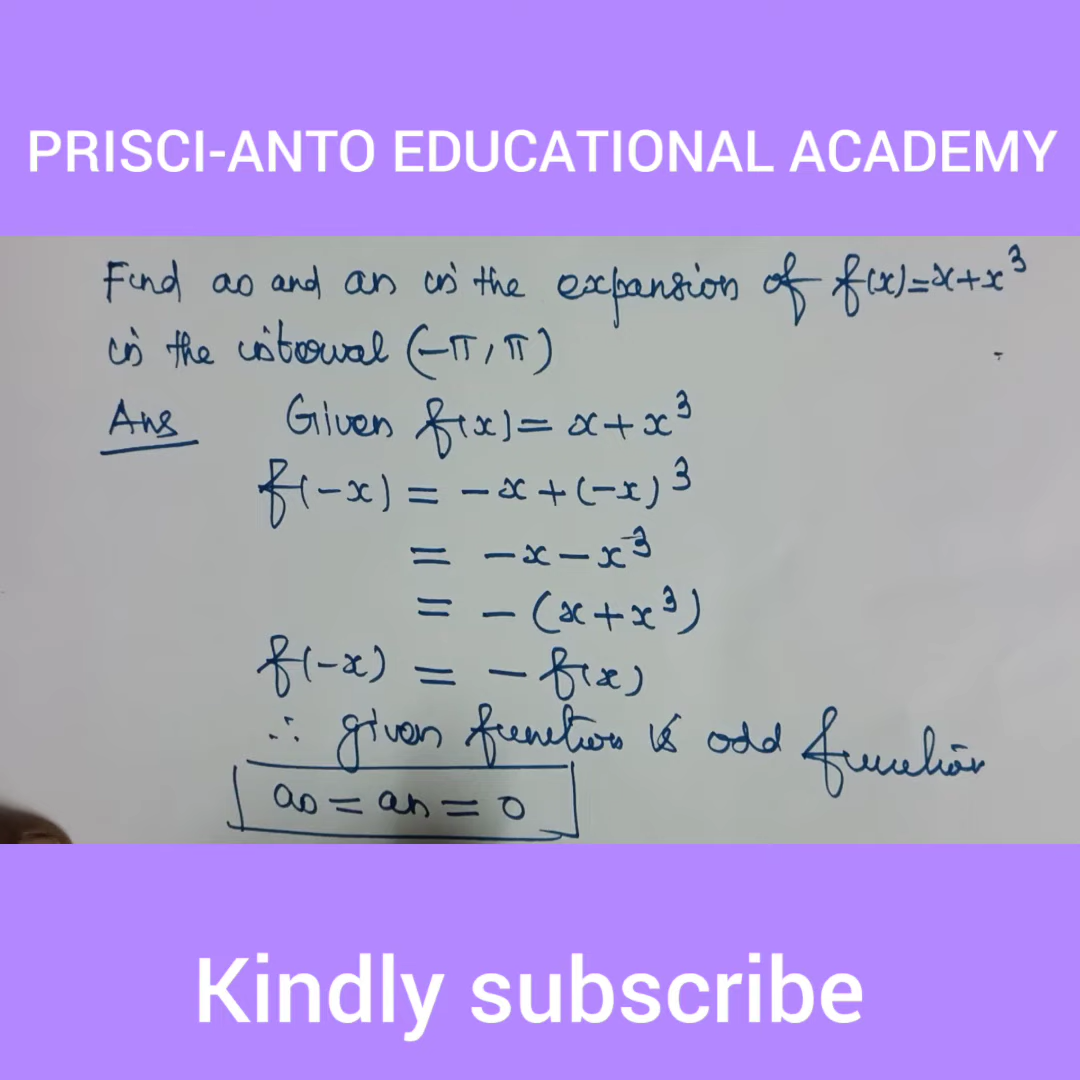 PRISCI-ANTO EDUCATIONAL ACADEMY
Find a₀ and aₙ in the expansion of f(x)=x+x³
in the interval (-π, π)
Ans Given f(x) = x+x³
f(-x) = -x+(-x)³
= -x-x³
= -(x+x³)
f(-x) = -f(x)
∴ given function is odd function
a₀ = aₙ = 0
Kindly subscribe